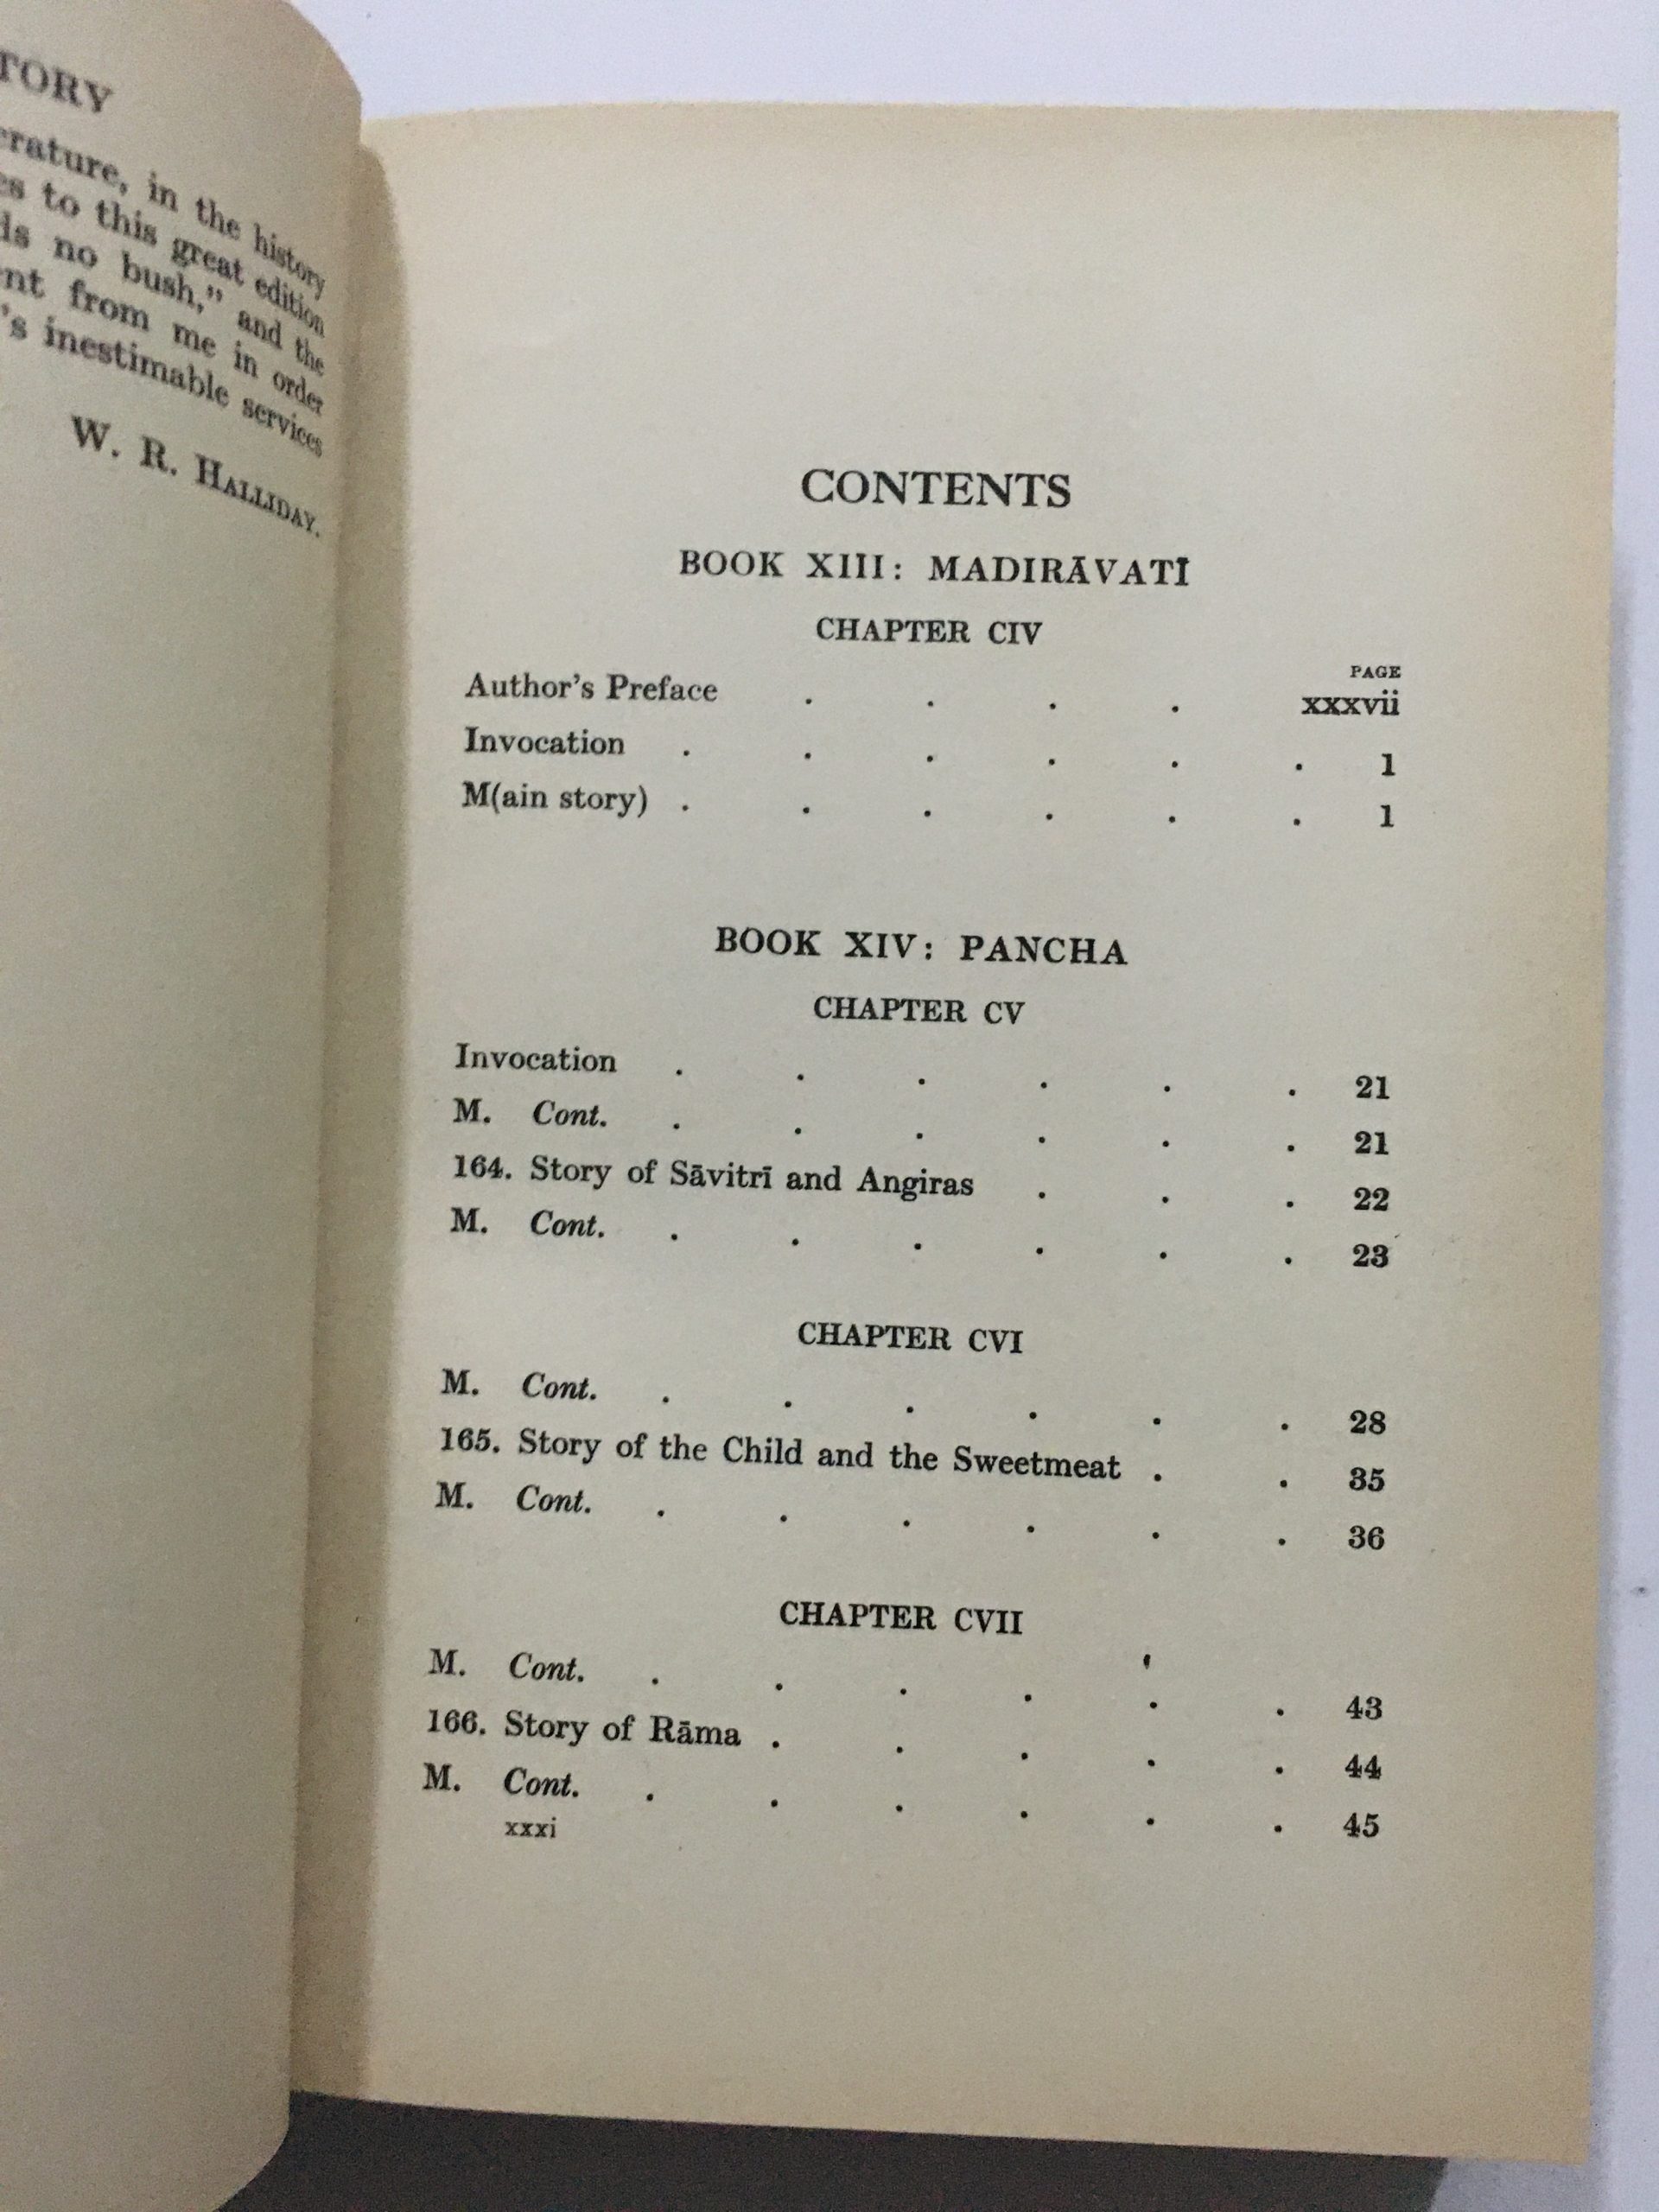 TORY
in the history
to this great edition
no bush," and the
from me in order
's inestimable services
W. R. HALLIDAY.
CONTENTS
BOOK XIII: MADIRĀVATĪ
CHAPTER CIV
PAGE
Author's Preface . . . . xxxvii
Invocation . . . . . . 1
M(ain story) . . . . . . 1
BOOK XIV: PANCHA
CHAPTER CV
Invocation . . . . . . 21
M. Cont. . . . . . . 21
164. Story of Sāvitrī and Angiras . . . 22
M. Cont. . . . . . . 23
CHAPTER CVI
M. Cont. . . . . . . 28
165. Story of the Child and the Sweetmeat . . 35
M. Cont. . . . . . . 36
CHAPTER CVII
M. Cont. . . . . . . 43
166. Story of Rāma . . . . . 44
M. Cont. . . . . . . 45
xxxi